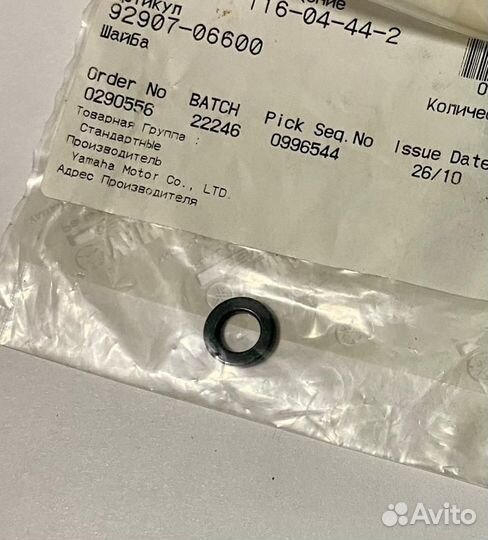 Артикул
116-04-44-2
92907-06600
Шайба
Количес
Order No BATCH Pick Seq.No Issue Date
0290556 22246 0996544 26/10
Товарная Группа :
Стандартные
Производитель
Yamaha Motor Co., LTD.
Адрес Производителя
Avito